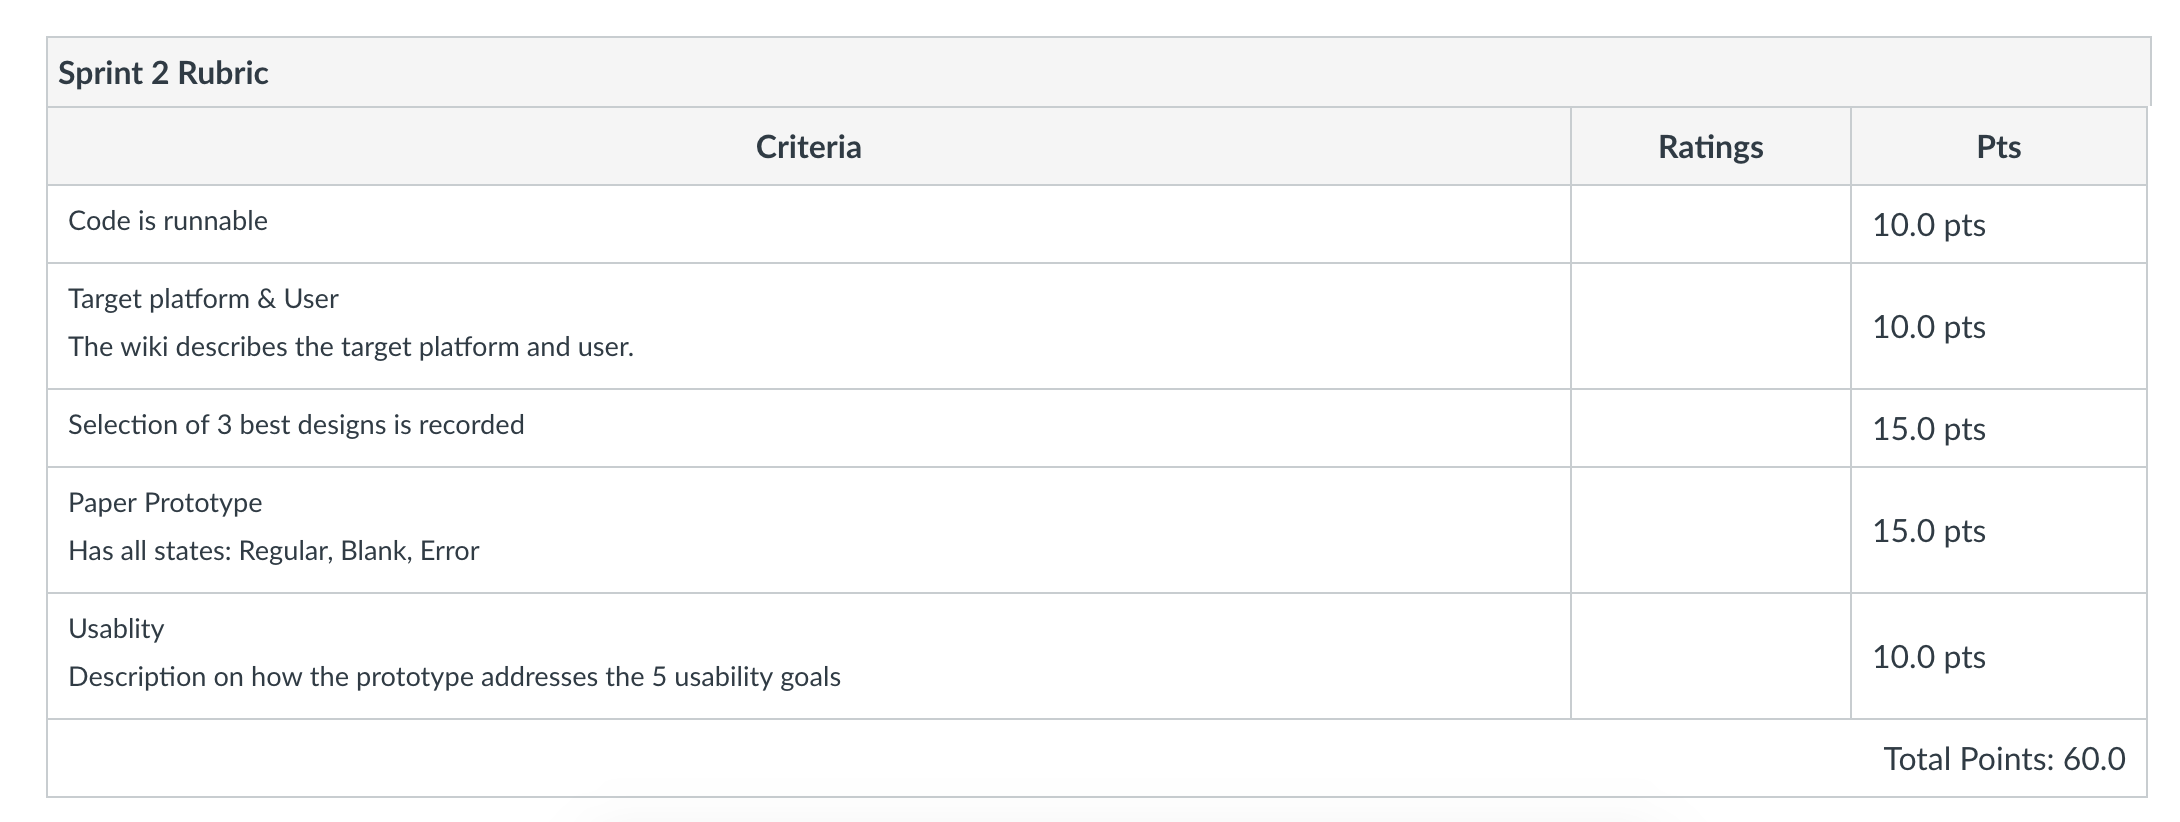 Sprint 2 Rubric
Criteria Ratings Pts
Code is runnable 10.0 pts
Target platform & User
The wiki describes the target platform and user.
10.0 pts
Selection of 3 best designs is recorded 15.0 pts
Paper Prototype
Has all states: Regular, Blank, Error
15.0 pts
Usablity
Description on how the prototype addresses the 5 usability goals
10.0 pts
Total Points: 60.0